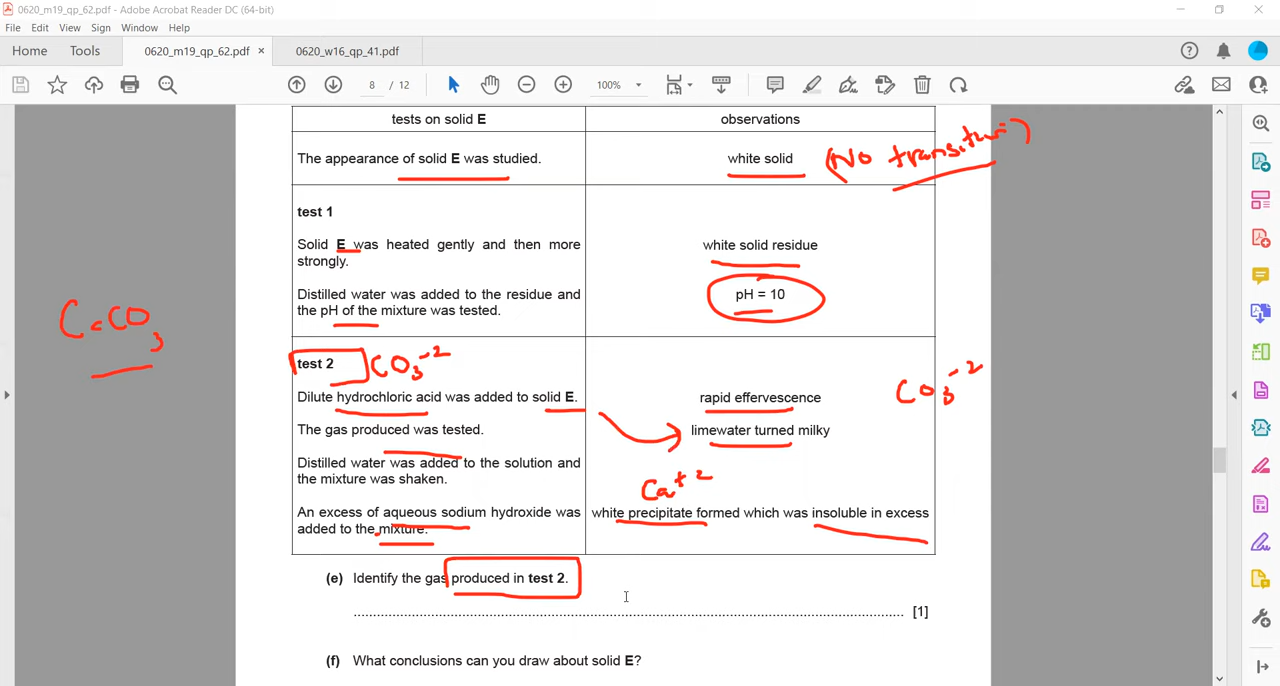 0620_m19_qp_62.pdf - Adobe Acrobat Reader DC (64-bit)
File Edit View Sign Window Help
Home Tools 0620_m19_qp_62.pdf × 0620_w16_qp_41.pdf
8 / 12 100%
tests on solid E observations
The appearance of solid E was studied. white solid (No transition)
test 1
Solid E was heated gently and then more white solid residue
strongly.
Distilled water was added to the residue and pH = 10
the pH of the mixture was tested.
CaCO3
test 2 CO3-2
Dilute hydrochloric acid was added to solid E. rapid effervescence CO3-2
The gas produced was tested. limewater turned milky
Distilled water was added to the solution and
the mixture was shaken.
Ca+2
An excess of aqueous sodium hydroxide was white precipitate formed which was insoluble in excess
added to the mixture.
(e) Identify the gas produced in test 2.
[1]
(f) What conclusions can you draw about solid E?